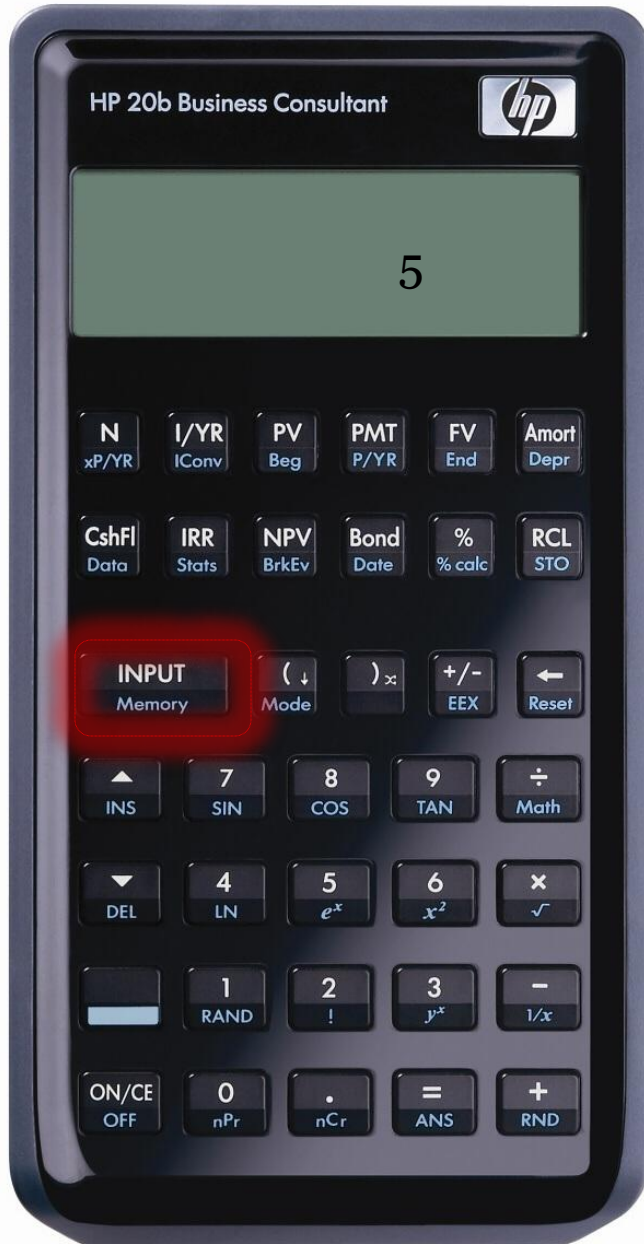 HP 20b Business Consultant
hp
5
N I/YR PV PMT FV Amort
xP/YR IConv Beg P/YR End Depr
CshFl IRR NPV Bond % RCL
Data Stats BrkEv Date % calc STO
INPUT (↓ )⤨ +/- ←
Memory Mode EEX Reset
▲ 7 8 9 ÷
INS SIN COS TAN Math
▼ 4 5 6 ×
DEL LN eˣ x² √
1 2 3 −
RAND ! yˣ 1/x
ON/CE 0 . = +
OFF nPr nCr ANS RND